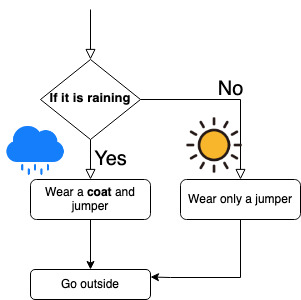 If it is raining
No
Yes
Wear a coat and
jumper
Wear only a jumper
Go outside